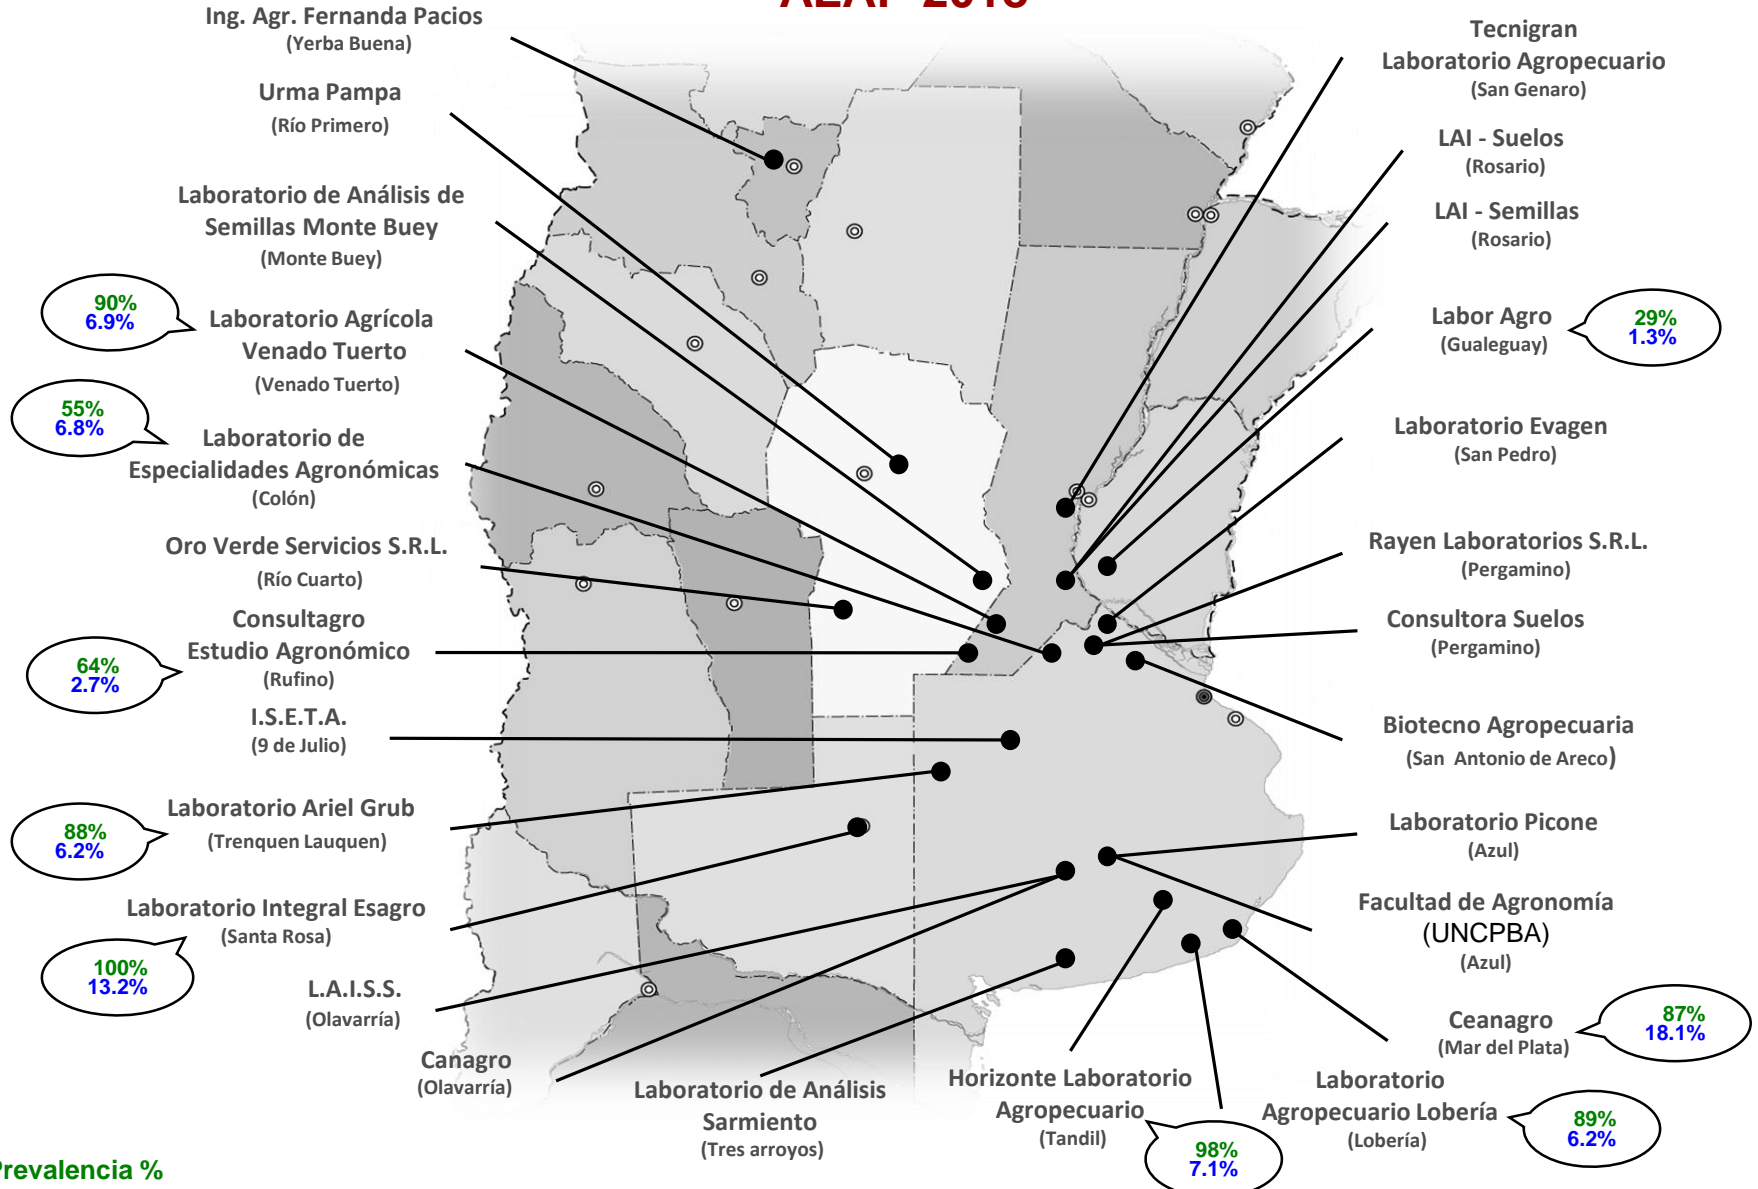 Ing. Agr. Fernanda Pacios
(Yerba Buena)
Urma Pampa
(Río Primero)
Laboratorio de Análisis de
Semillas Monte Buey
(Monte Buey)
90%
6.9%
Laboratorio Agrícola
Venado Tuerto
(Venado Tuerto)
55%
6.8%
Laboratorio de
Especialidades Agronómicas
(Colón)
Oro Verde Servicios S.R.L.
(Río Cuarto)
Consultagro
Estudio Agronómico
(Rufino)
64%
2.7%
I.S.E.T.A.
(9 de Julio)
Laboratorio Ariel Grub
(Trenquen Lauquen)
88%
6.2%
Laboratorio Integral Esagro
(Santa Rosa)
100%
13.2%
L.A.I.S.S.
(Olavarría)
Canagro
(Olavarría)
Laboratorio de Análisis
Sarmiento
(Tres arroyos)
Horizonte Laboratorio
Agropecuario
(Tandil)
98%
7.1%
Laboratorio
Agropecuario Lobería
(Lobería)
89%
6.2%
Ceanagro
(Mar del Plata)
87%
18.1%
Facultad de Agronomía
(UNCPBA)
(Azul)
Laboratorio Picone
(Azul)
Biotecno Agropecuaria
(San Antonio de Areco)
Consultora Suelos
(Pergamino)
Rayen Laboratorios S.R.L.
(Pergamino)
Laboratorio Evagen
(San Pedro)
Labor Agro
(Gualeguay)
29%
1.3%
LAI - Semillas
(Rosario)
LAI - Suelos
(Rosario)
Tecnigran
Laboratorio Agropecuario
(San Genaro)
Prevalencia %